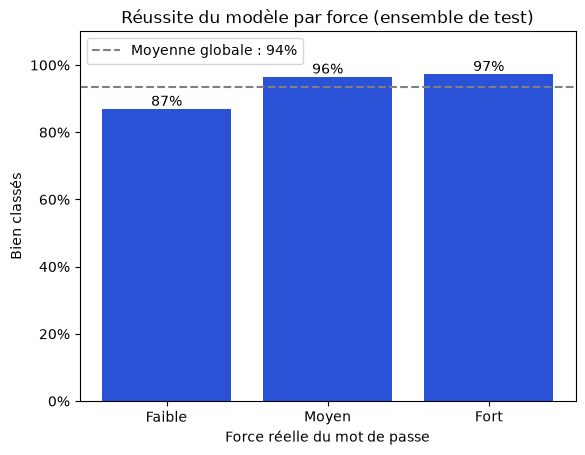 Réussite du modèle par force (ensemble de test)
Moyenne globale : 94%
100%
80%
60%
40%
20%
0%
Bien classés
87%
96%
97%
Faible
Moyen
Fort
Force réelle du mot de passe